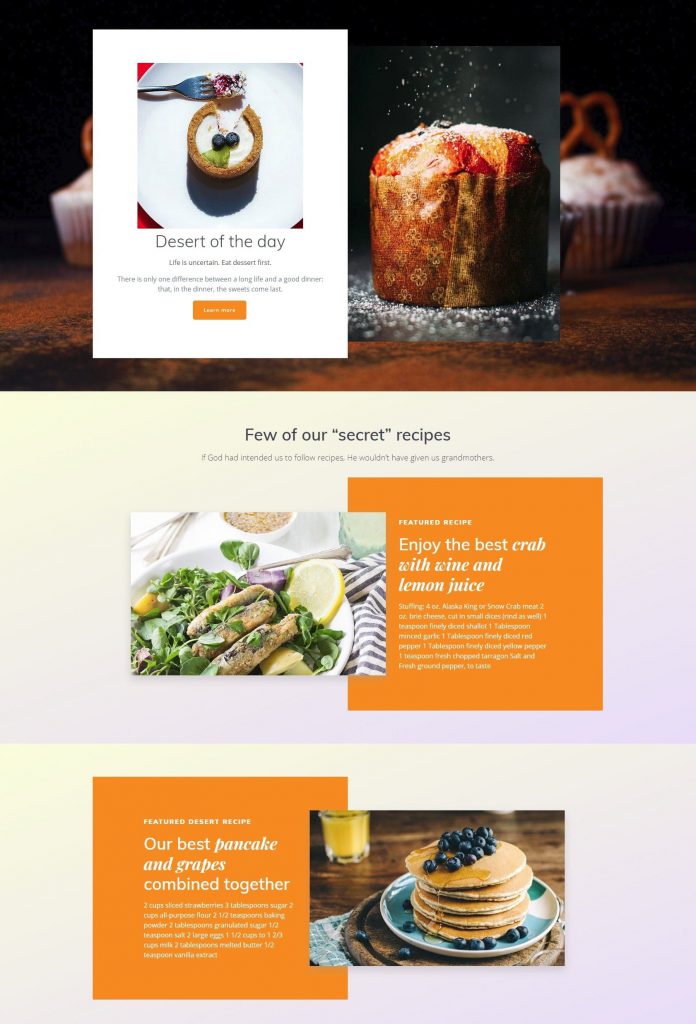 Desert of the day
Life is uncertain. Eat dessert first.
There is only one difference between a long life and a good dinner:
that, in the dinner, the sweets come last.
Learn more
Few of our “secret” recipes
If God had intended us to follow recipes, He wouldn't have given us grandmothers.
FEATURED RECIPE
Enjoy the best crab
with wine and
lemon juice
Stuffing: 4 oz. Alaska King or Snow Crab meat 2
oz. brie cheese, cut in small dices (rind as well) 1
teaspoon finely diced shallot 1 Tablespoon
minced garlic 1 Tablespoon finely diced red
pepper 1 Tablespoon finely diced yellow pepper
1 teaspoon fresh chopped tarragon Salt and
Fresh ground pepper, to taste
FEATURED DESERT RECIPE
Our best pancake
and grapes
combined together
2 cups sliced strawberries 3 tablespoons sugar 2
cups all-purpose flour 2 1/2 teaspoons baking
powder 2 tablespoons granulated sugar 1/2
teaspoon salt 2 large eggs 1 1/2 cups to 1 2/3
cups milk 2 tablespoons melted butter 1/2
teaspoon vanilla extract